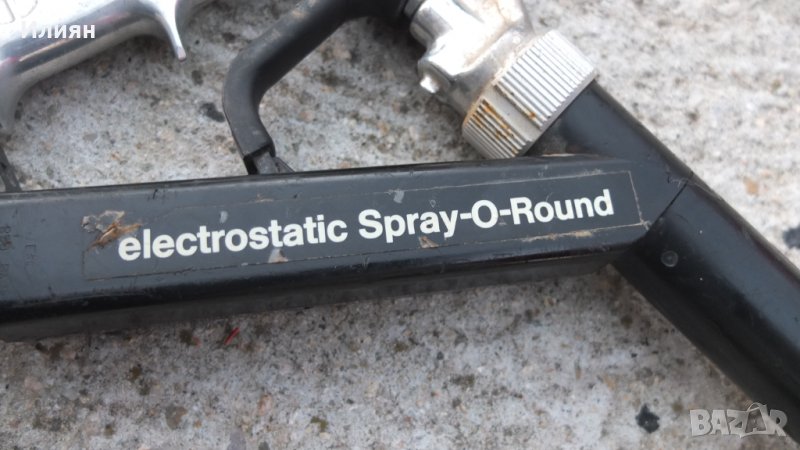 Илиян
electrostatic Spray-O-Round
BAZAR